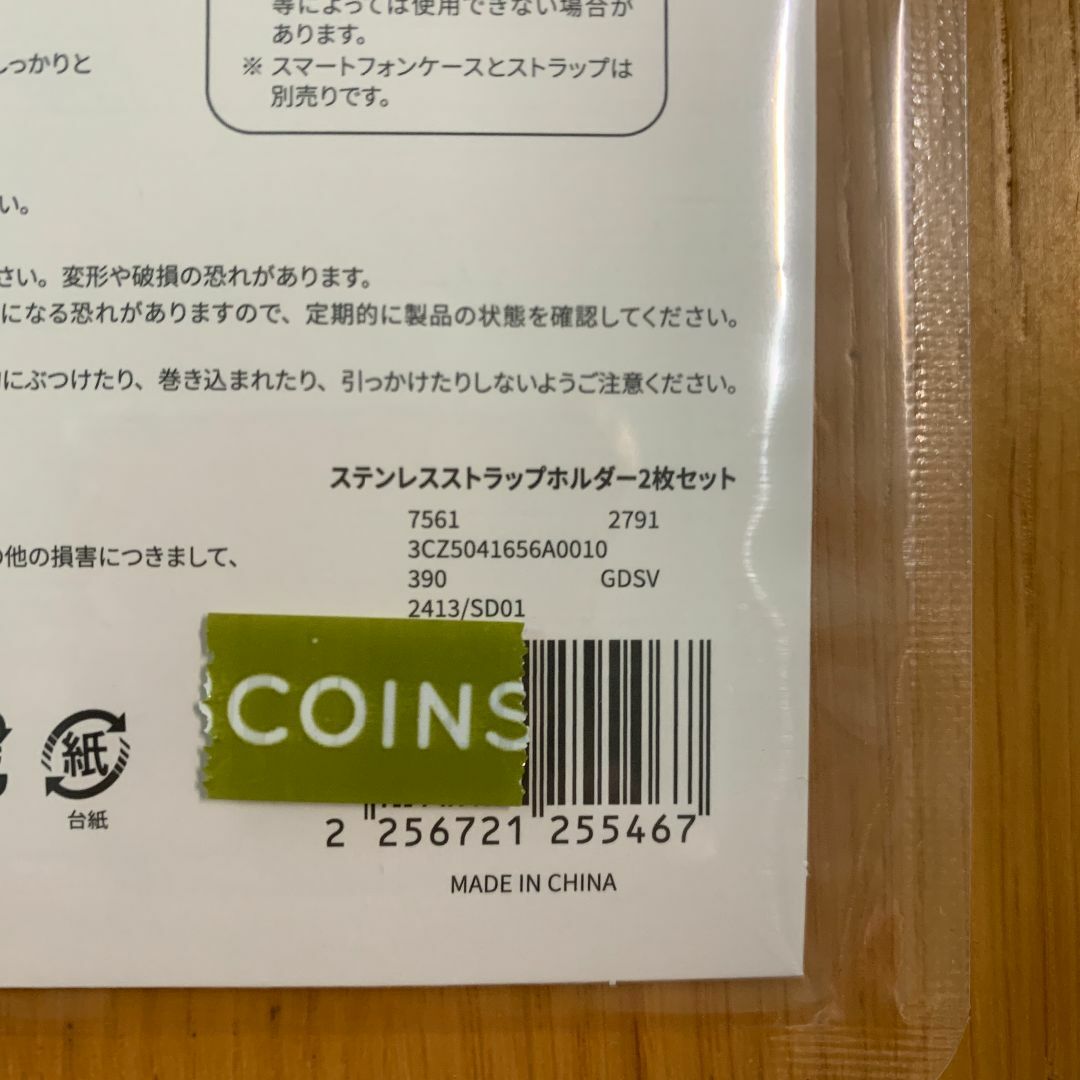 等によっては使用できない場合が
あります。
※ スマートフォンケースとストラップは
別売りです。
しっかりと
い。
さい。変形や破損の恐れがあります。
になる恐れがありますので、定期的に製品の状態を確認してください。
にぶつけたり、巻き込まれたり、引っかけたりしないようご注意ください。
ステンレスストラップホルダー2枚セット
7561 2791
3CZ5041656A0010
の他の損害につきまして、
390 GDSV
2413/SD01
COINS
紙
台紙
2 256721 255467
MADE IN CHINA